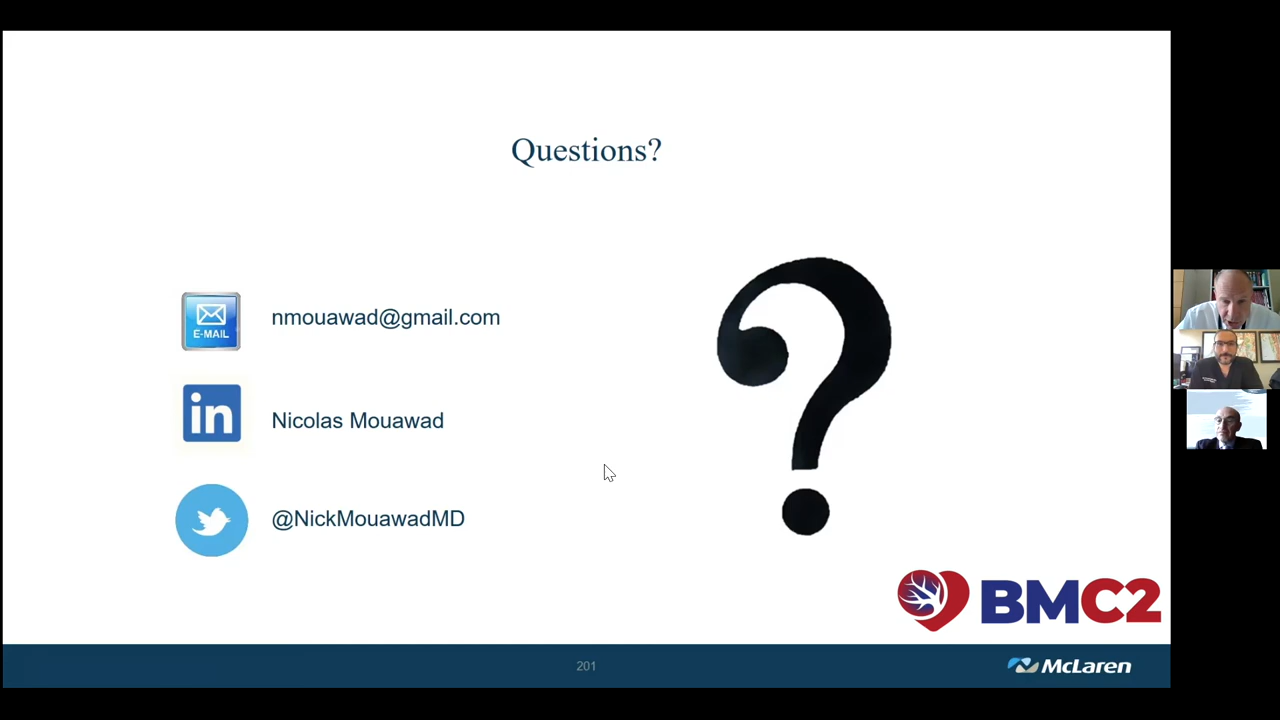 Questions?
E-MAIL
nmouawad@gmail.com
in
Nicolas Mouawad
@NickMouawadMD
?
BMC2
201
McLaren